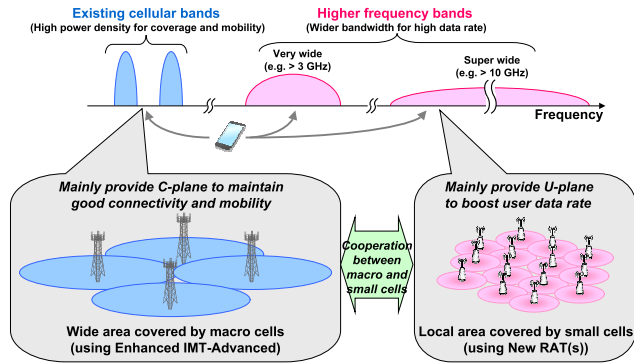 Existing cellular bands
(High power density for coverage and mobility)
Higher frequency bands
(Wider bandwidth for high data rate)
Very wide
(e.g. > 3 GHz)
Super wide
(e.g. > 10 GHz)
Frequency
Mainly provide C-plane to maintain
good connectivity and mobility
Wide area covered by macro cells
(using Enhanced IMT-Advanced)
Cooperation
between
macro and
small cells
Mainly provide U-plane
to boost user data rate
Local area covered by small cells
(using New RAT(s))